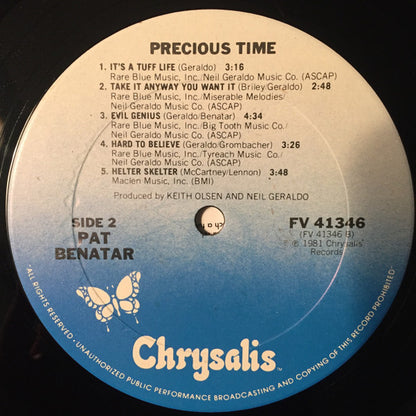 PRECIOUS TIME
1. IT'S A TUFF LIFE (Geraldo) 3:16
Rare Blue Music, Inc./Neil Geraldo Music Co. (ASCAP)
2. TAKE IT ANYWAY YOU WANT IT (Briley/Geraldo) 2:48
Rare Blue Music, Inc./Miserable Melodies/
Neil Geraldo Music Co. (ASCAP)
3. EVIL GENIUS (Geraldo/Benatar) 4:34
Rare Blue Music, Inc./Big Tooth Music Co./
Neil Geraldo Music Co. (ASCAP)
4. HARD TO BELIEVE (Geraldo/Grombacher) 3:26
Rare Blue Music, Inc./Tyreach Music Co./
Neil Geraldo Music Co. (ASCAP)
5. HELTER SKELTER (McCartney/Lennon) 3:48
Maclen Music, Inc. (BMI)
Produced by KEITH OLSEN AND NEIL GERALDO
SIDE 2
PAT
BENATAR
FV 41346
(FV 41346 B)
℗ 1981 Chrysalis
Records
Chrysalis™
• ALL RIGHTS RESERVED • UNAUTHORIZED PUBLIC PERFORMANCE BROADCASTING AND COPYING OF THIS RECORD PROHIBITED •